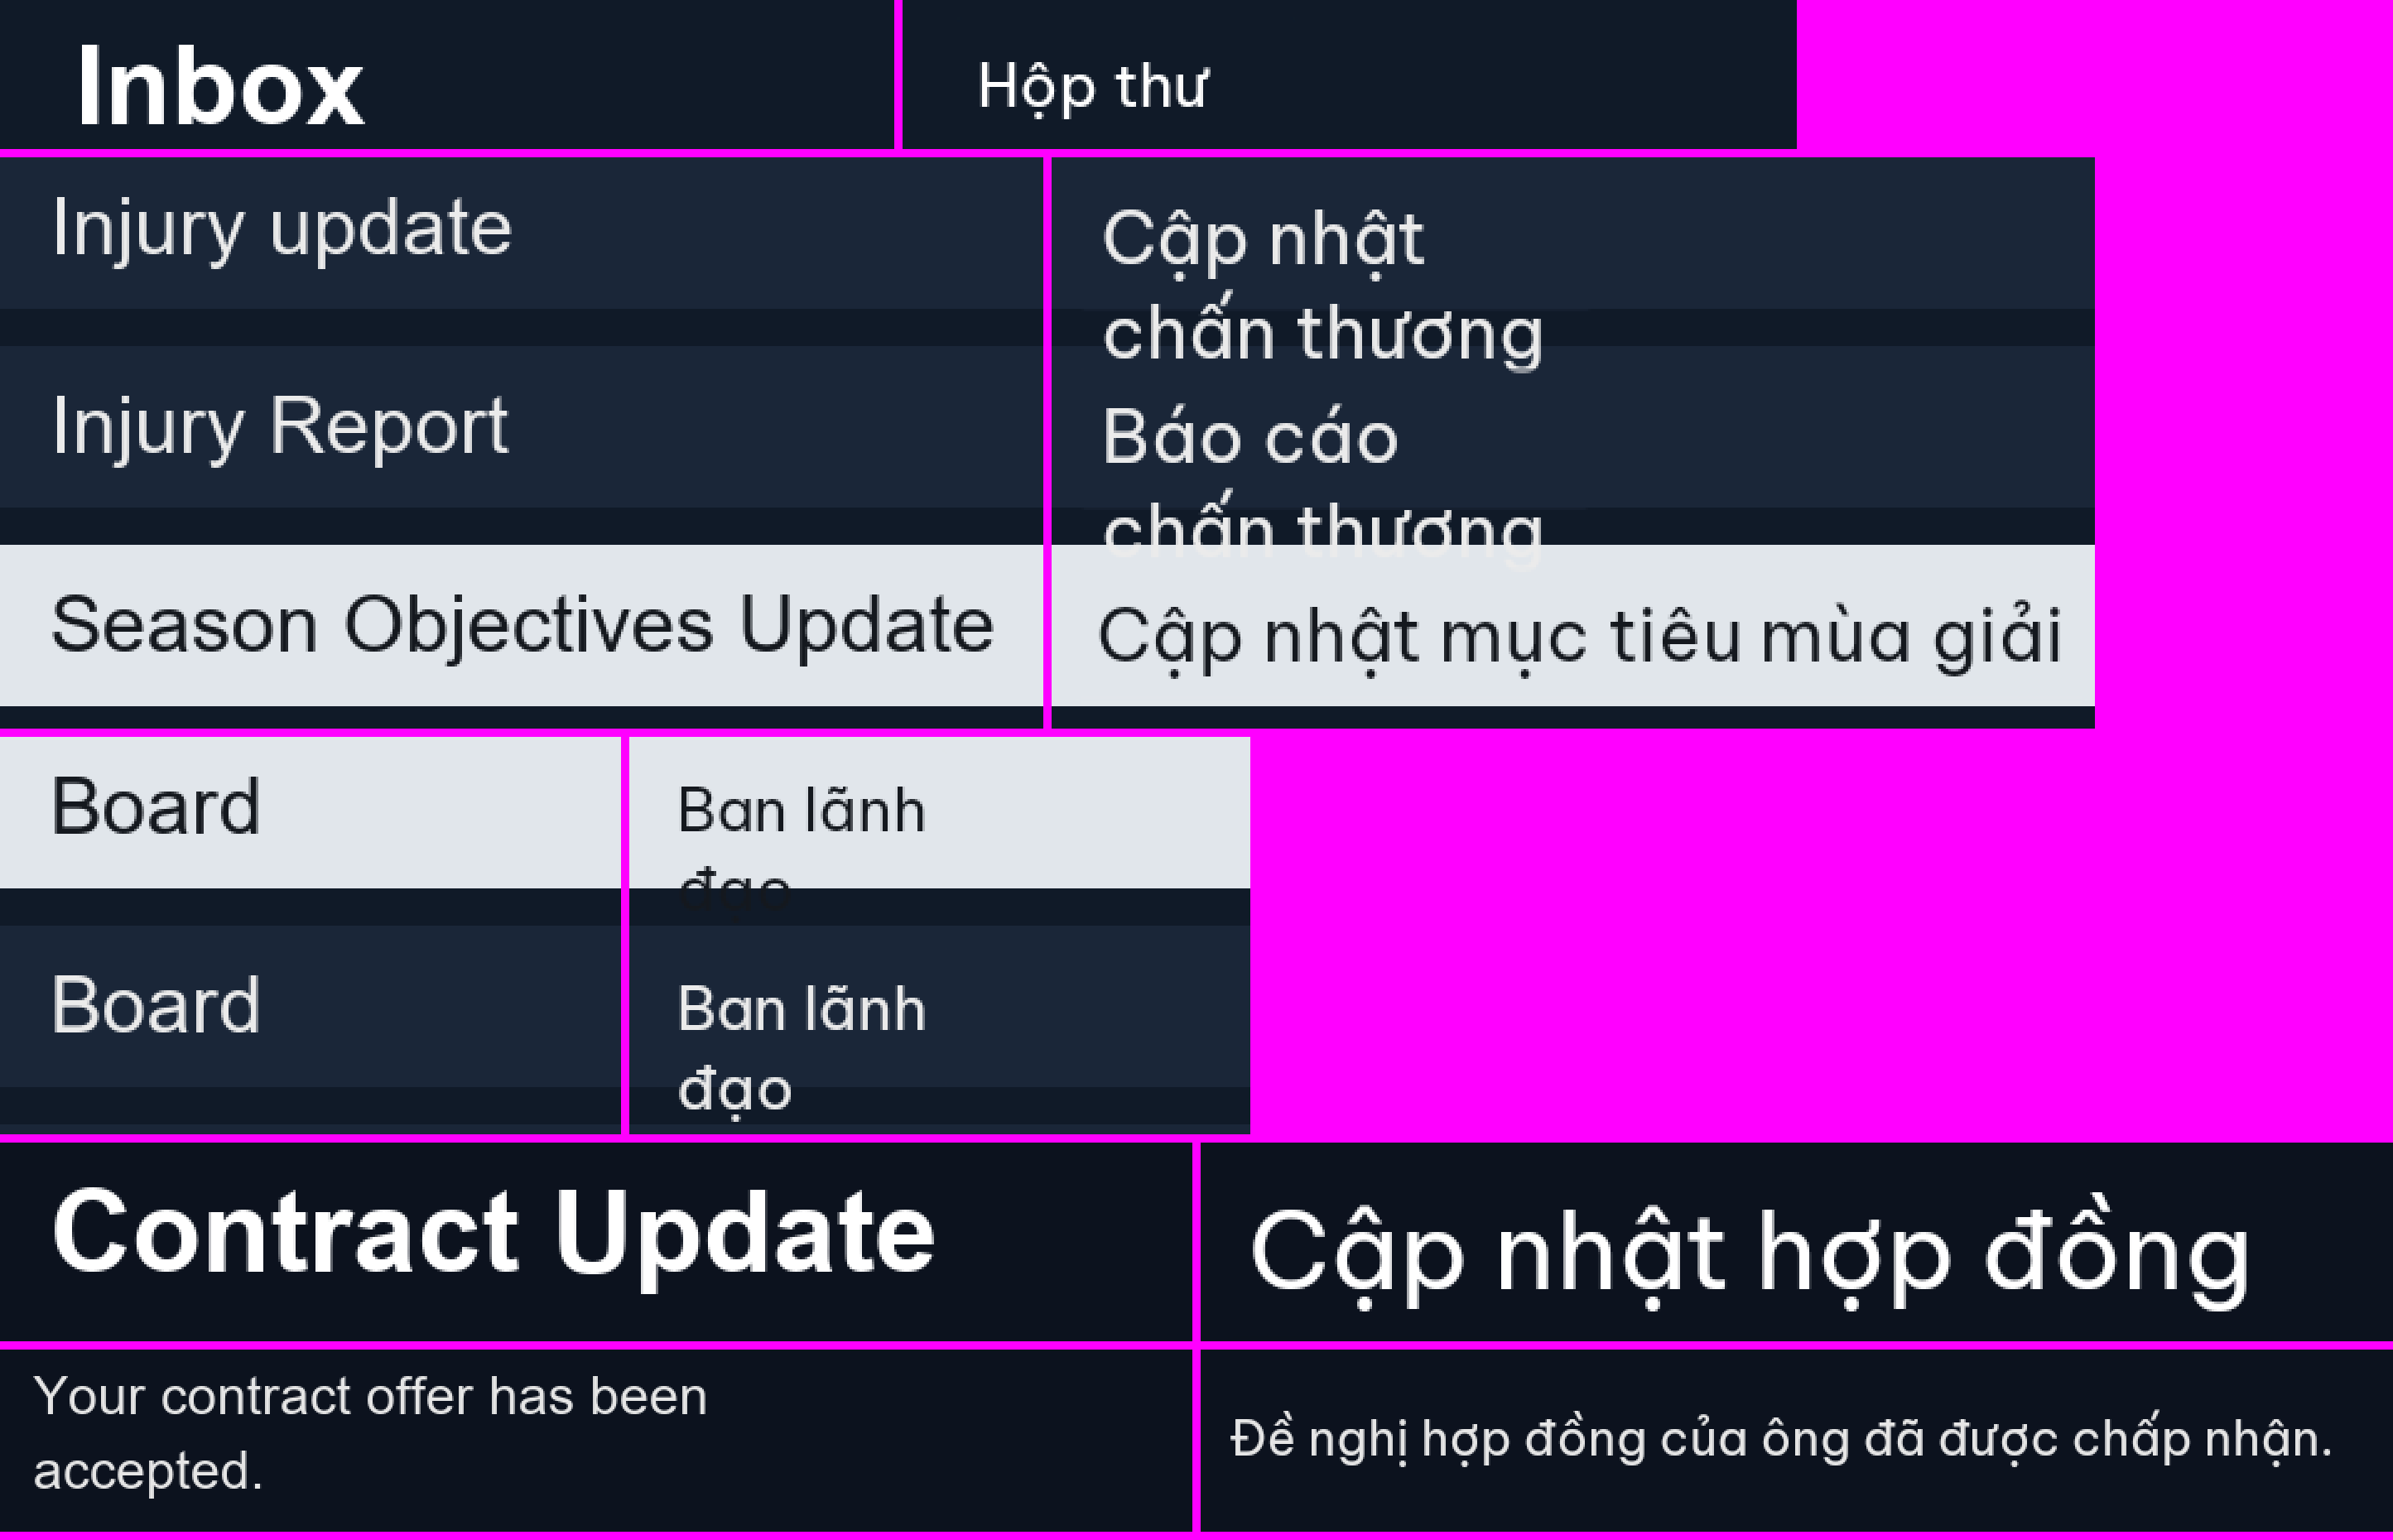 Inbox
Hộp thư
Injury update
Cập nhật
chấn thương
Injury Report
Báo cáo
chấn thương
Season Objectives Update
Cập nhật mục tiêu mùa giải
Board
Ban lãnh
đạo
Board
Ban lãnh
đạo
Contract Update
Cập nhật hợp đồng
Your contract offer has been
accepted.
Đề nghị hợp đồng của ông đã được chấp nhận.